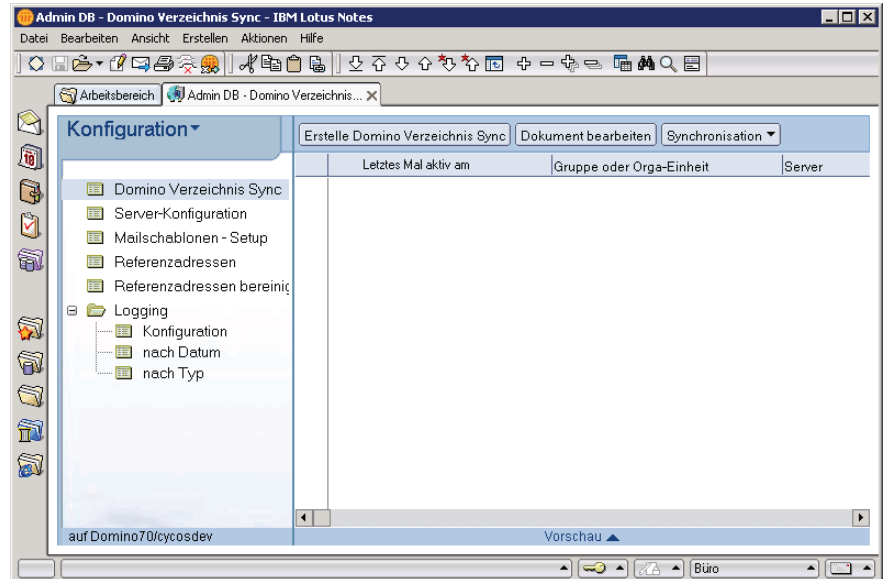 Admin DB - Domino Verzeichnis Sync - IBM Lotus Notes
Datei Bearbeiten Ansicht Erstellen Aktionen Hilfe
Arbeitsbereich Admin DB - Domino Verzeichnis...
Konfiguration
Erstelle Domino Verzeichnis Sync Dokument bearbeiten Synchronisation
Letztes Mal aktiv am Gruppe oder Orga-Einheit Server
Domino Verzeichnis Sync
Server-Konfiguration
Mailschablonen - Setup
Referenzadressen
Referenzadressen bereinig
Logging
Konfiguration
nach Datum
nach Typ
auf Domino70/cycosdev Vorschau
Büro